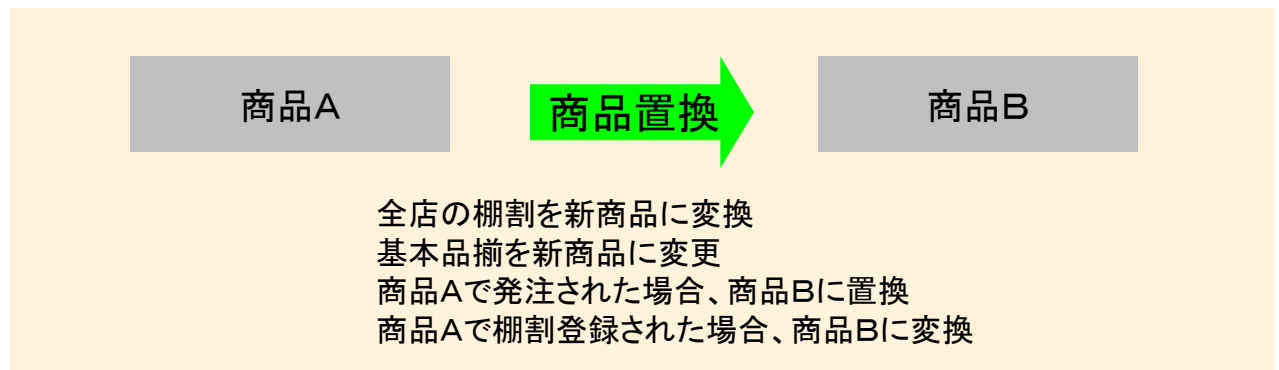 商品A
商品置換
商品B
全店の棚割を新商品に変換
基本品揃を新商品に変更
商品Aで発注された場合、商品Bに置換
商品Aで棚割登録された場合、商品Bに変換